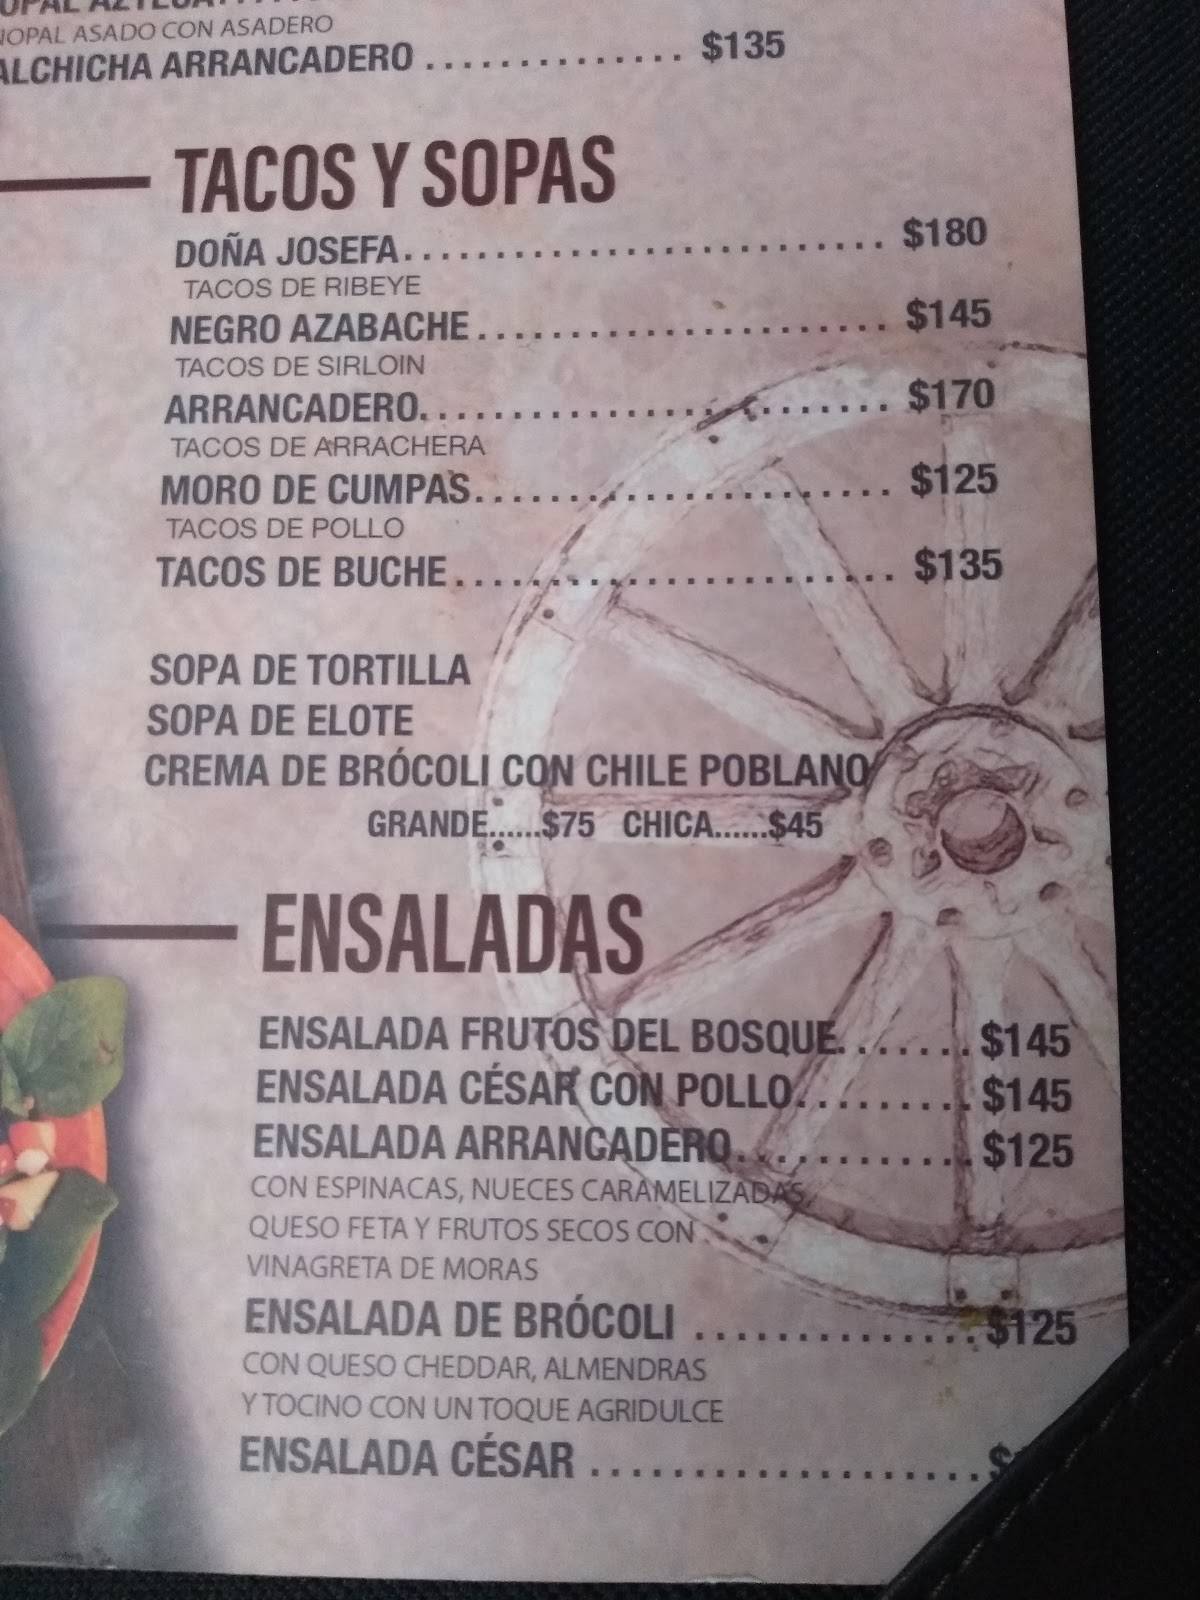 NOPAL ASADO CON ASADERO
ALCHICHA ARRANCADERO .............. $135
TACOS Y SOPAS
DOÑA JOSEFA.......................... $180
TACOS DE RIBEYE
NEGRO AZABACHE...................... $145
TACOS DE SIRLOIN
ARRANCADERO......................... $170
TACOS DE ARRACHERA
MORO DE CUMPAS...................... $125
TACOS DE POLLO
TACOS DE BUCHE....................... $135
SOPA DE TORTILLA
SOPA DE ELOTE
CREMA DE BRÓCOLI CON CHILE POBLANO
GRANDE......$75 CHICA......$45
ENSALADAS
ENSALADA FRUTOS DEL BOSQUE.......$145
ENSALADA CÉSAR CON POLLO.........$145
ENSALADA ARRANCADERO............$125
CON ESPINACAS, NUECES CARAMELIZADAS,
QUESO FETA Y FRUTOS SECOS CON
VINAGRETA DE MORAS
ENSALADA DE BRÓCOLI ...............$125
CON QUESO CHEDDAR, ALMENDRAS
Y TOCINO CON UN TOQUE AGRIDULCE
ENSALADA CÉSAR ....................$